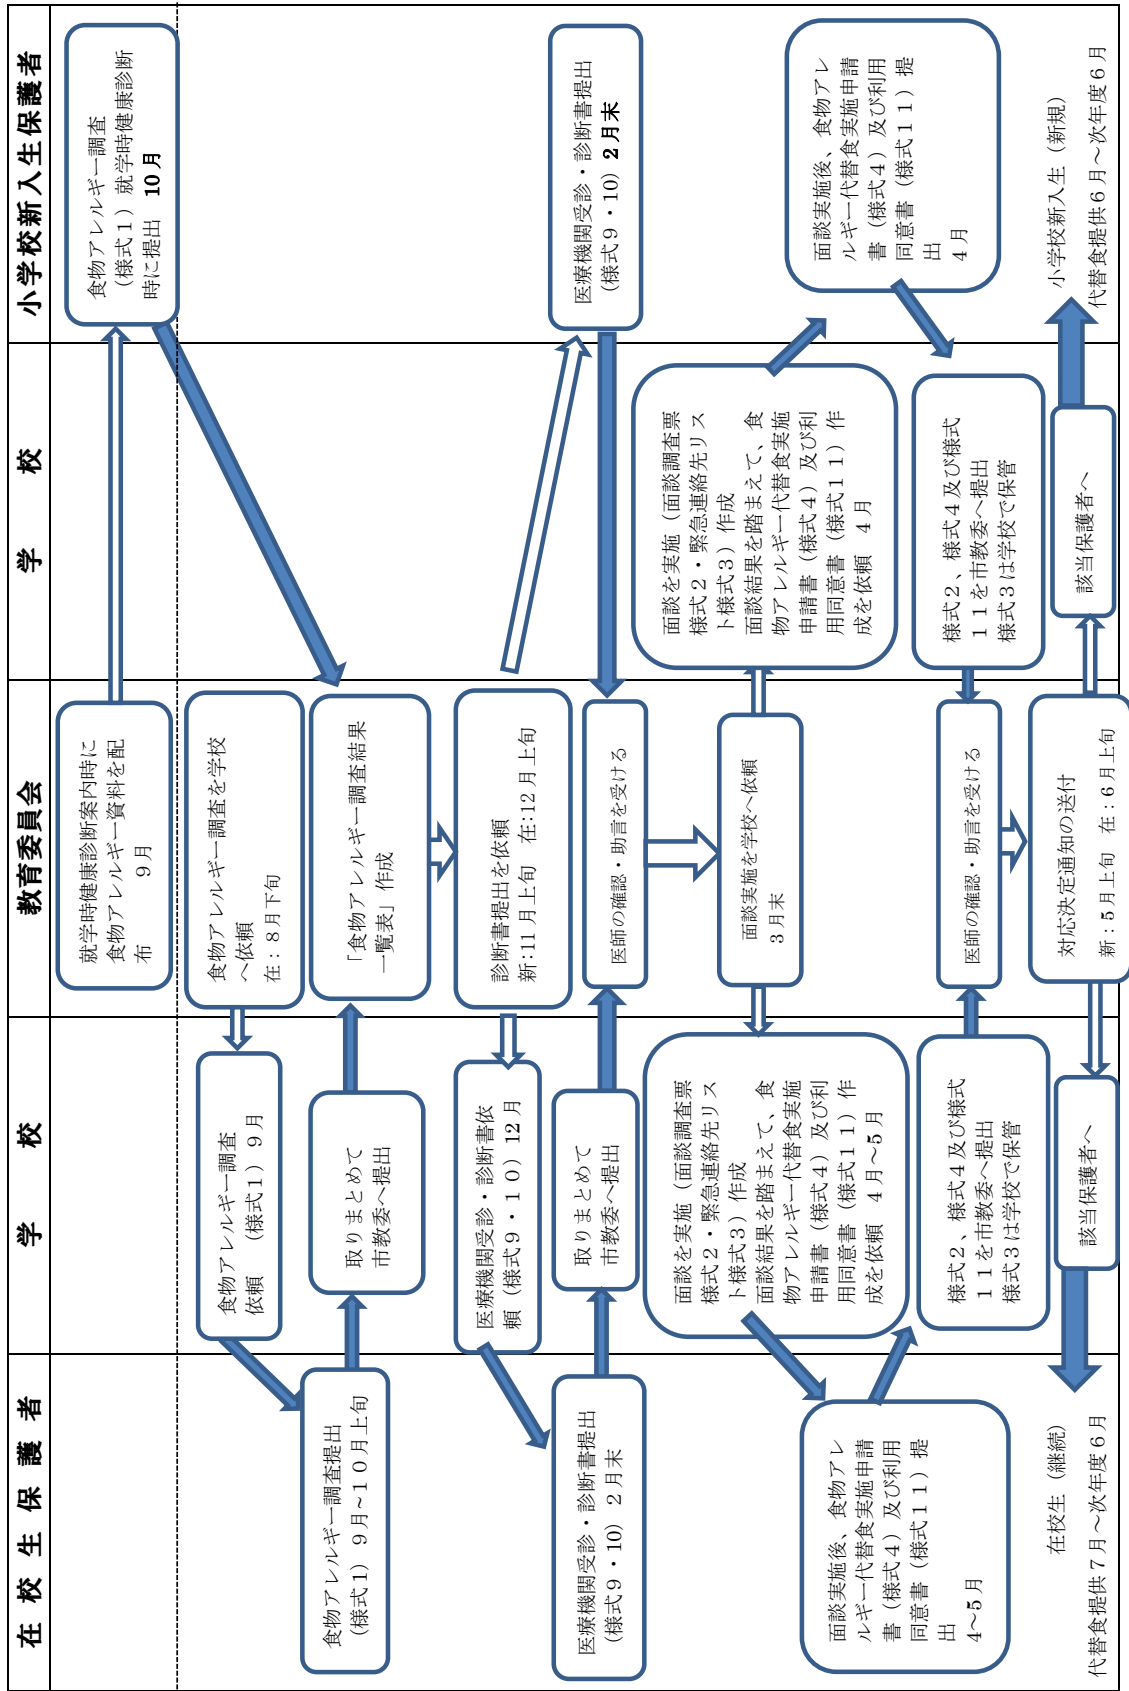 在校生保護者
学　　校
教育委員会
学　　校
小学校新入生保護者
就学時健康診断案内時に
食物アレルギー資料を配
布　　９月
食物アレルギー調査
（様式１）就学時健康診断
時に提出　10月
食物アレルギー調査を学校
へ依頼
在：８月下旬
食物アレルギー調査
依頼　（様式１）９月
食物アレルギー調査提出
（様式１）９月~１０月上旬
取りまとめて
市教委へ提出
「食物アレルギー調査結果
一覧表」作成
診断書提出を依頼
新:11月上旬　在:12月上旬
医療機関受診・診断書依
頼（様式９・１０）12月
医療機関受診・診断書提出
（様式９・10）２月末
取りまとめて
市教委へ提出
医療機関受診・診断書提出
（様式９・10）２月末
医師の確認・助言を受ける
面談実施を学校へ依頼
３月末
面談を実施（面談調査票
様式２・緊急連絡先リス
ト様式３）作成
面談結果を踏まえて、食
物アレルギー代替食実施
申請書（様式４）及び利
用同意書（様式１１）作
成を依頼　４月～５月
面談を実施（面談調査票
様式２・緊急連絡先リス
ト様式３）作成
面談結果を踏まえて、食
物アレルギー代替食実施
申請書（様式４）及び利
用同意書（様式１１）作
成を依頼　４月
面談実施後、食物アレ
ルギー代替食実施申請
書（様式４）及び利用
同意書（様式１１）提
出
4~5月
面談実施後、食物アレ
ルギー代替食実施申請
書（様式４）及び利用
同意書（様式１１）提
出
４月
様式２、様式４及び様式
１１を市教委へ提出
様式３は学校で保管
医師の確認・助言を受ける
様式２、様式４及び様式
１１を市教委へ提出
様式３は学校で保管
対応決定通知の送付
新：５月上旬　在：６月上旬
該当保護者へ
該当保護者へ
在校生（継続）
代替食提供７月～次年度６月
小学校新入生（新規）
代替食提供６月～次年度６月